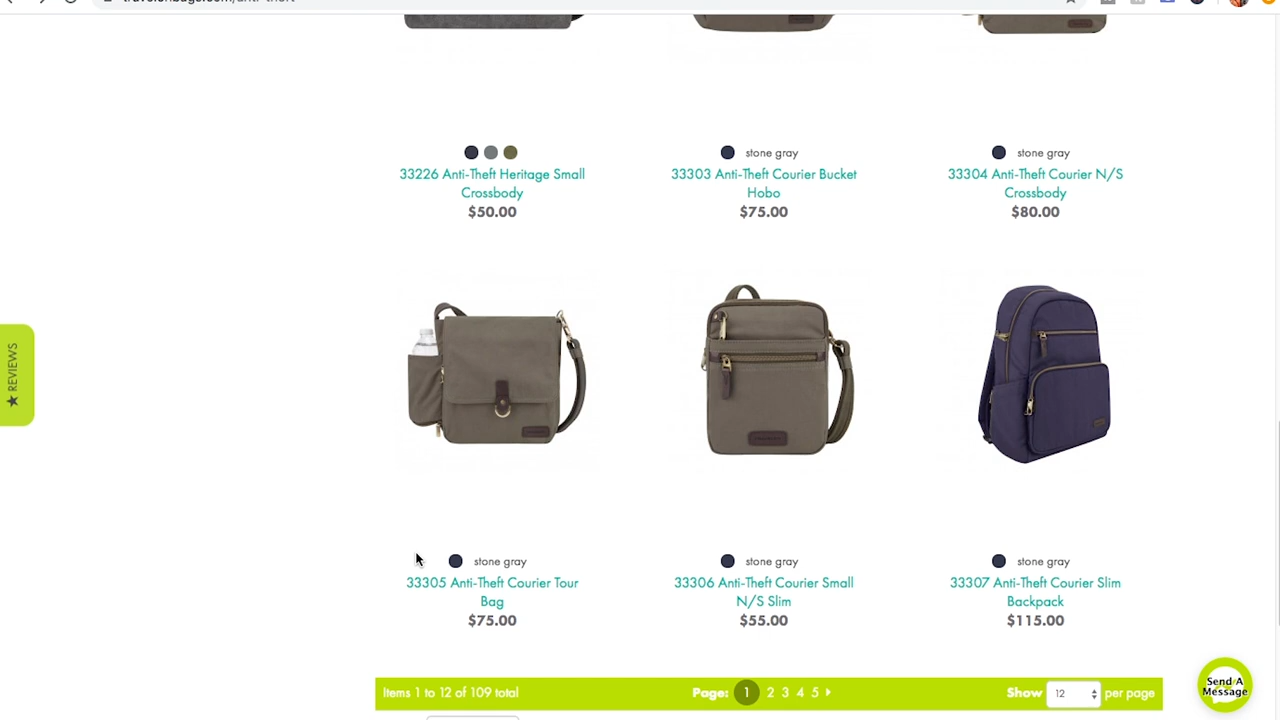 33226 Anti-Theft Heritage Small
Crossbody
$50.00
stone gray
33303 Anti-Theft Courier Bucket
Hobo
$75.00
stone gray
33304 Anti-Theft Courier N/S
Crossbody
$80.00
★ REVIEWS
stone gray
33305 Anti-Theft Courier Tour
Bag
$75.00
stone gray
33306 Anti-Theft Courier Small
N/S Slim
$55.00
stone gray
33307 Anti-Theft Courier Slim
Backpack
$115.00
Items 1 to 12 of 109 total
Page: 1 2 3 4 5
Show 12 per page
Send A
Message